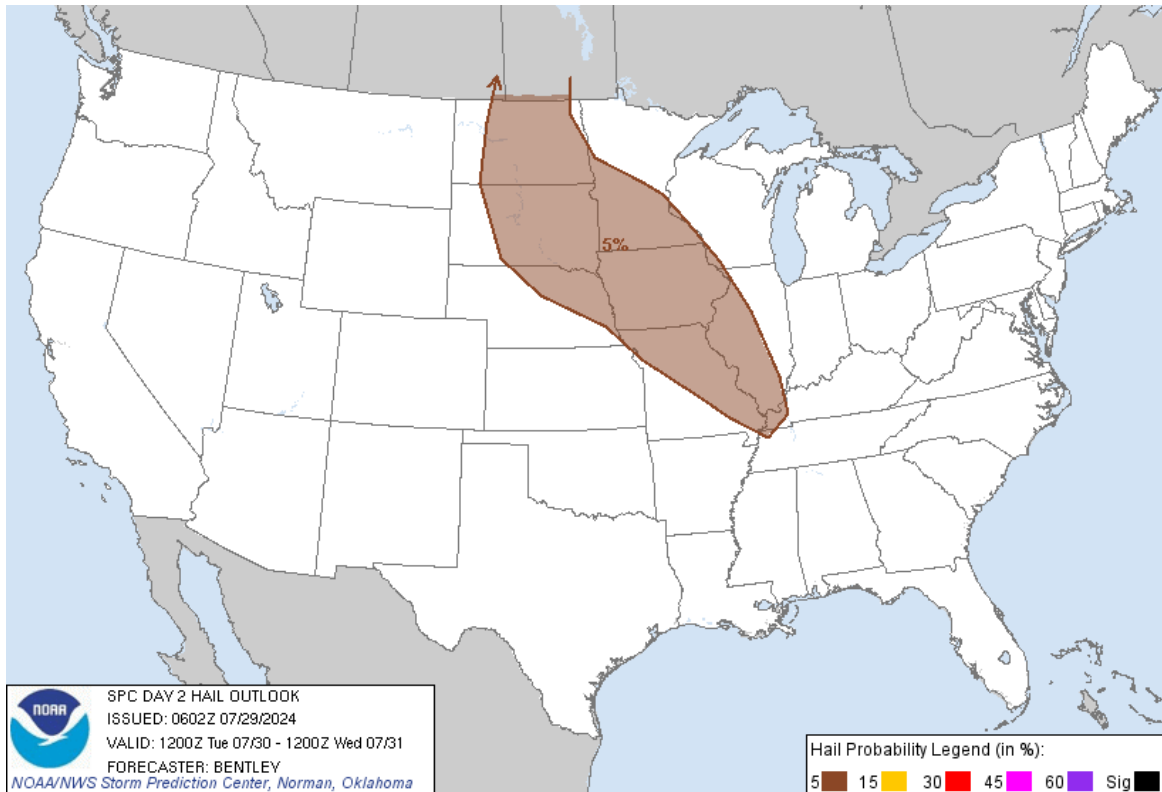 5%
SPC DAY 2 HAIL OUTLOOK
ISSUED: 0602Z 07/29/2024
VALID: 1200Z Tue 07/30 - 1200Z Wed 07/31
FORECASTER: BENTLEY
NOAA
NOAA/NWS Storm Prediction Center, Norman, Oklahoma
Hail Probability Legend (in %):
5 15 30 45 60 Sig